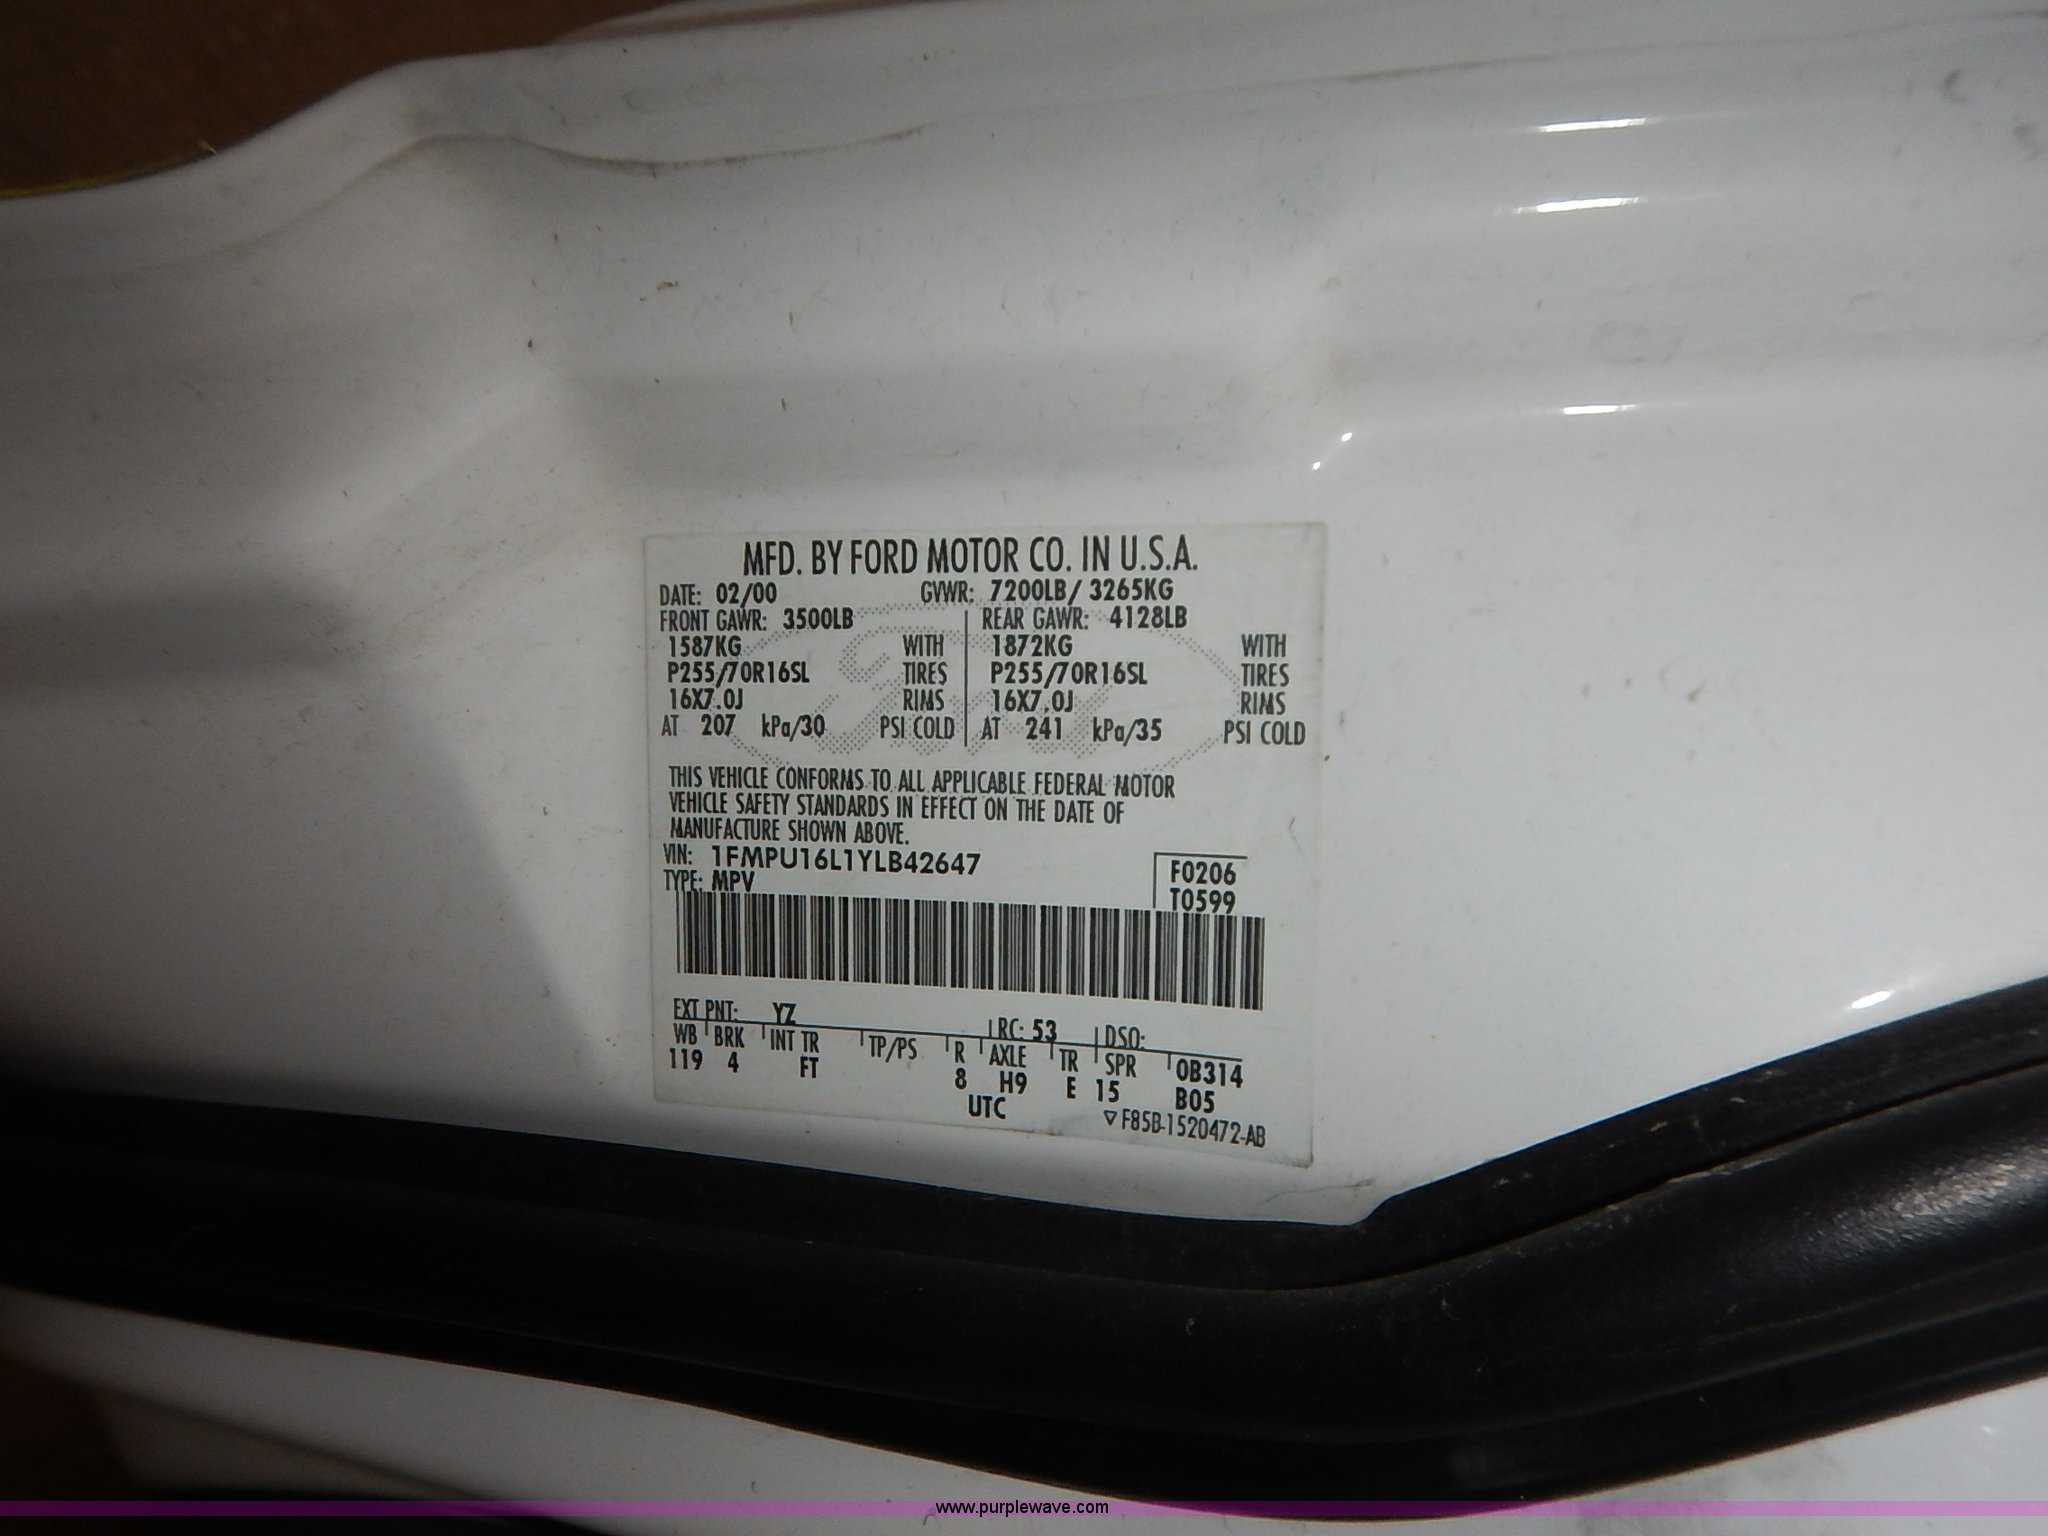 MFD. BY FORD MOTOR CO. IN U.S.A.
DATE: 02/00 GVWR: 7200LB/ 3265KG
FRONT GAWR: 3500LB REAR GAWR: 4128LB
1587KG WITH 1872KG WITH
P255/70R16SL TIRES P255/70R16SL TIRES
16X7.0J RIMS 16X7.0J RIMS
AT 207 kPa/30 PSI COLD AT 241 kPa/35 PSI COLD
THIS VEHICLE CONFORMS TO ALL APPLICABLE FEDERAL MOTOR
VEHICLE SAFETY STANDARDS IN EFFECT ON THE DATE OF
MANUFACTURE SHOWN ABOVE.
VIN: 1FMPU16L1YLB42647 F0206
TYPE: MPV T0599
EXT PNT: YZ RC: 53 DSO:
WB BRK INT TR TP/PS R AXLE TR SPR 0B314
119 4 FT 8 H9 E 15 B05
UTC ▽F85B-1520472-AB
www.purplewave.com